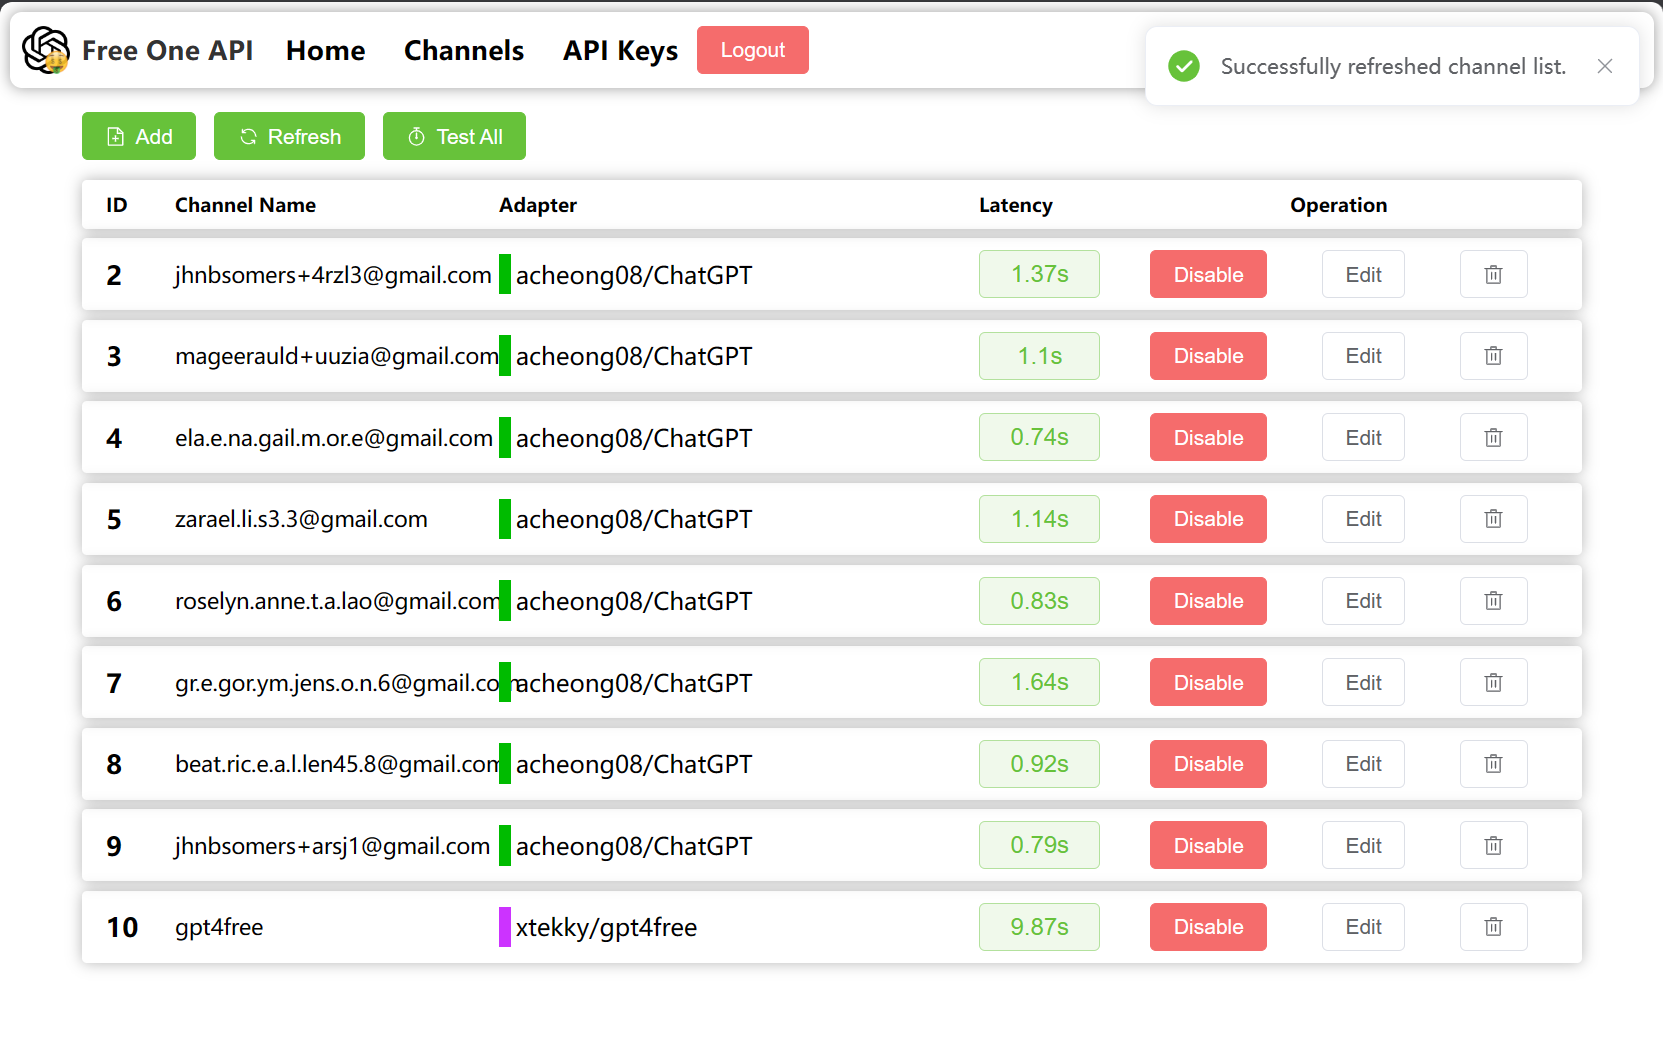 Free One API Home Channels API Keys Logout
Successfully refreshed channel list.
Add Refresh Test All
ID Channel Name Adapter Latency Operation
2 jhnbsomers+4rzl3@gmail.com acheong08/ChatGPT 1.37s Disable Edit
3 mageerauld+uuzia@gmail.com acheong08/ChatGPT 1.1s Disable Edit
4 ela.e.na.gail.m.or.e@gmail.com acheong08/ChatGPT 0.74s Disable Edit
5 zarael.li.s3.3@gmail.com acheong08/ChatGPT 1.14s Disable Edit
6 roselyn.anne.t.a.lao@gmail.com acheong08/ChatGPT 0.83s Disable Edit
7 gr.e.gor.ym.jens.o.n.6@gmail.com acheong08/ChatGPT 1.64s Disable Edit
8 beat.ric.e.a.l.len45.8@gmail.com acheong08/ChatGPT 0.92s Disable Edit
9 jhnbsomers+arsj1@gmail.com acheong08/ChatGPT 0.79s Disable Edit
10 gpt4free xtekky/gpt4free 9.87s Disable Edit